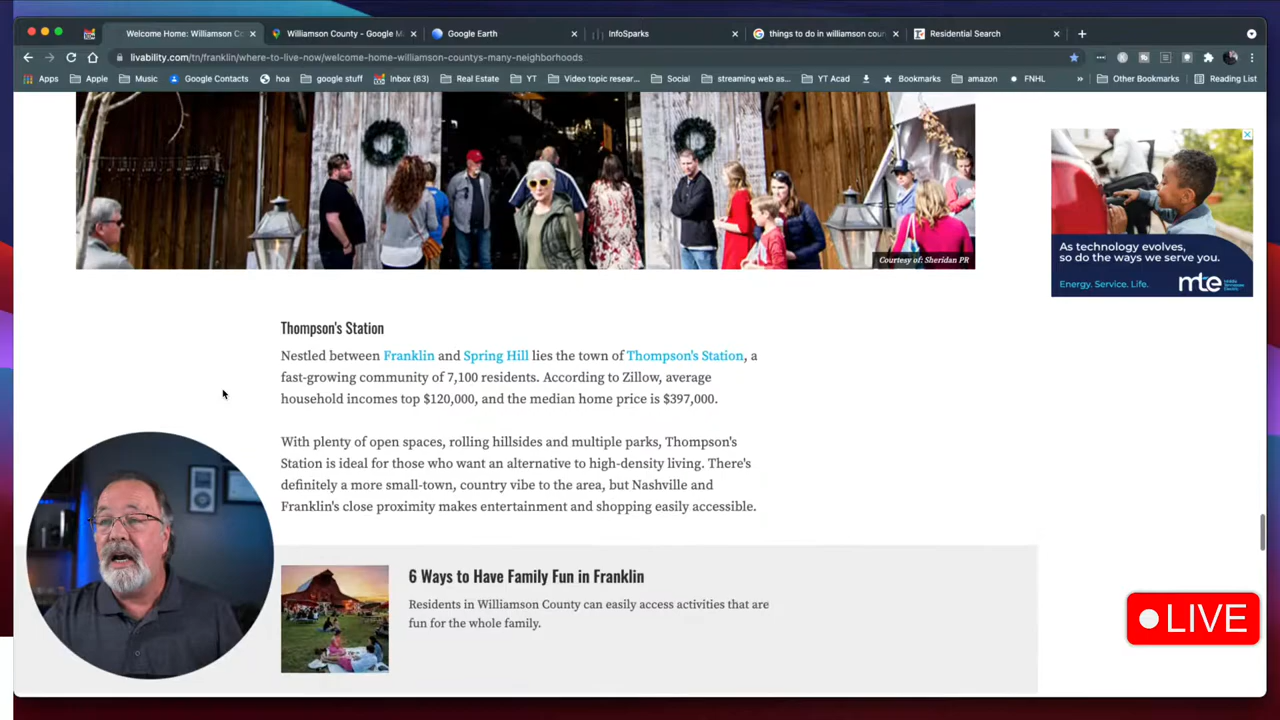 Welcome Home: Williamson C
Williamson County - Google M
Google Earth
InfoSparks
things to do in williamson coun
Residential Search
livability.com/tn/franklin/where-to-live-now/welcome-home-williamson-countys-many-neighborhoods
Apps
Apple
Music
Google Contacts
hoa
google stuff
Inbox (83)
Real Estate
YT
Video topic resear...
Social
streaming web as...
YT Acad
Bookmarks
amazon
FNHL
»
Other Bookmarks
Reading List
Courtesy of: Sheridan PR
As technology evolves,
so do the ways we serve you.
Energy. Service. Life.
mte
Thompson's Station
Nestled between Franklin and Spring Hill lies the town of Thompson's Station, a
fast-growing community of 7,100 residents. According to Zillow, average
household incomes top $120,000, and the median home price is $397,000.
With plenty of open spaces, rolling hillsides and multiple parks, Thompson's
Station is ideal for those who want an alternative to high-density living. There's
definitely a more small-town, country vibe to the area, but Nashville and
Franklin's close proximity makes entertainment and shopping easily accessible.
6 Ways to Have Family Fun in Franklin
Residents in Williamson County can easily access activities that are
fun for the whole family.
LIVE